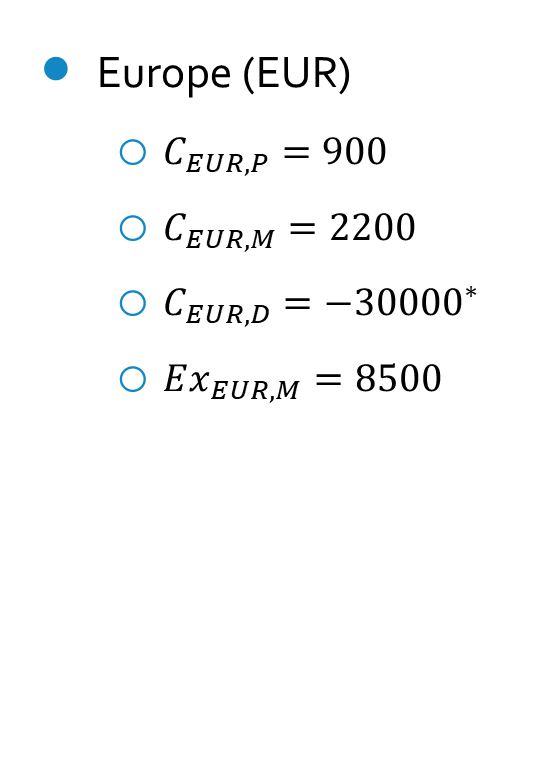 Europe (EUR)
C_{EUR,P} = 900
C_{EUR,M} = 2200
C_{EUR,D} = −30000*
Ex_{EUR,M} = 8500